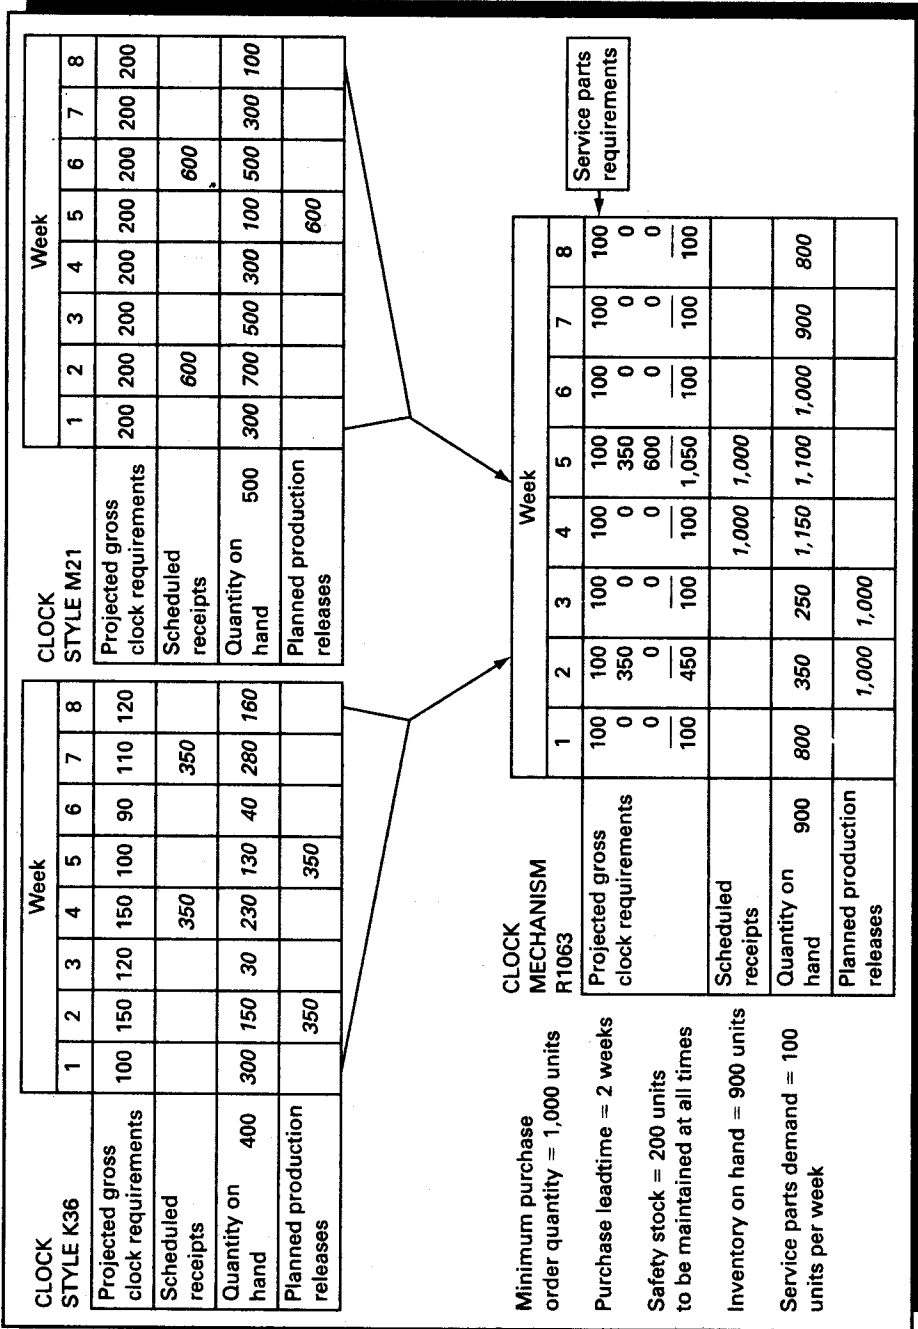 CLOCK
STYLE K36
Week
1 2 3 4 5 6 7 8
Projected gross
clock requirements
100 150 120 150 100 90 110 120
Scheduled
receipts
350 350
Quantity on
hand
400 300 150 30 230 130 40 280 160
Planned production
releases
350 350
CLOCK
STYLE M21
Week
1 2 3 4 5 6 7 8
Projected gross
clock requirements
200 200 200 200 200 200 200 200
Scheduled
receipts
600 600
Quantity on
hand
500 300 700 500 300 100 500 300 100
Planned production
releases
600
Minimum purchase
order quantity = 1,000 units
Purchase leadtime = 2 weeks
Safety stock = 200 units
to be maintained at all times
Inventory on hand = 900 units
Service parts demand = 100
units per week
CLOCK
MECHANISM
R1063
Week
1 2 3 4 5 6 7 8
Projected gross
clock requirements
100 100 100 100 100 100 100 100
0 350 0 0 350 0 0 0
0 0 0 0 600 0 0 0
100 450 100 100 1,050 100 100 100
Scheduled
receipts
1,000 1,000
Quantity on
hand
900 800 350 250 1,150 1,100 1,000 900 800
Planned production
releases
1,000 1,000
Service parts
requirements